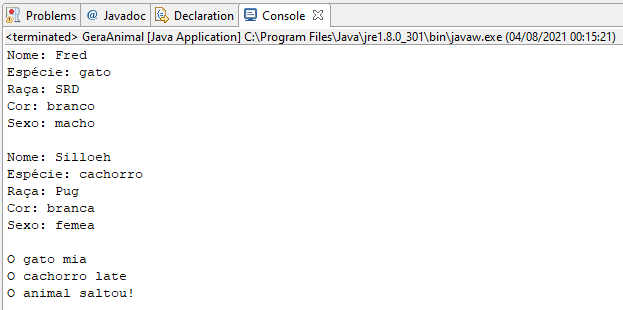 Problems @ Javadoc Declaration Console
<terminated> GeraAnimal [Java Application] C:\Program Files\Java\jre1.8.0_301\bin\javaw.exe (04/08/2021 00:15:21)
Nome: Fred
Espécie: gato
Raça: SRD
Cor: branco
Sexo: macho
Nome: Silloeh
Espécie: cachorro
Raça: Pug
Cor: branca
Sexo: femea
O gato mia
O cachorro late
O animal saltou!